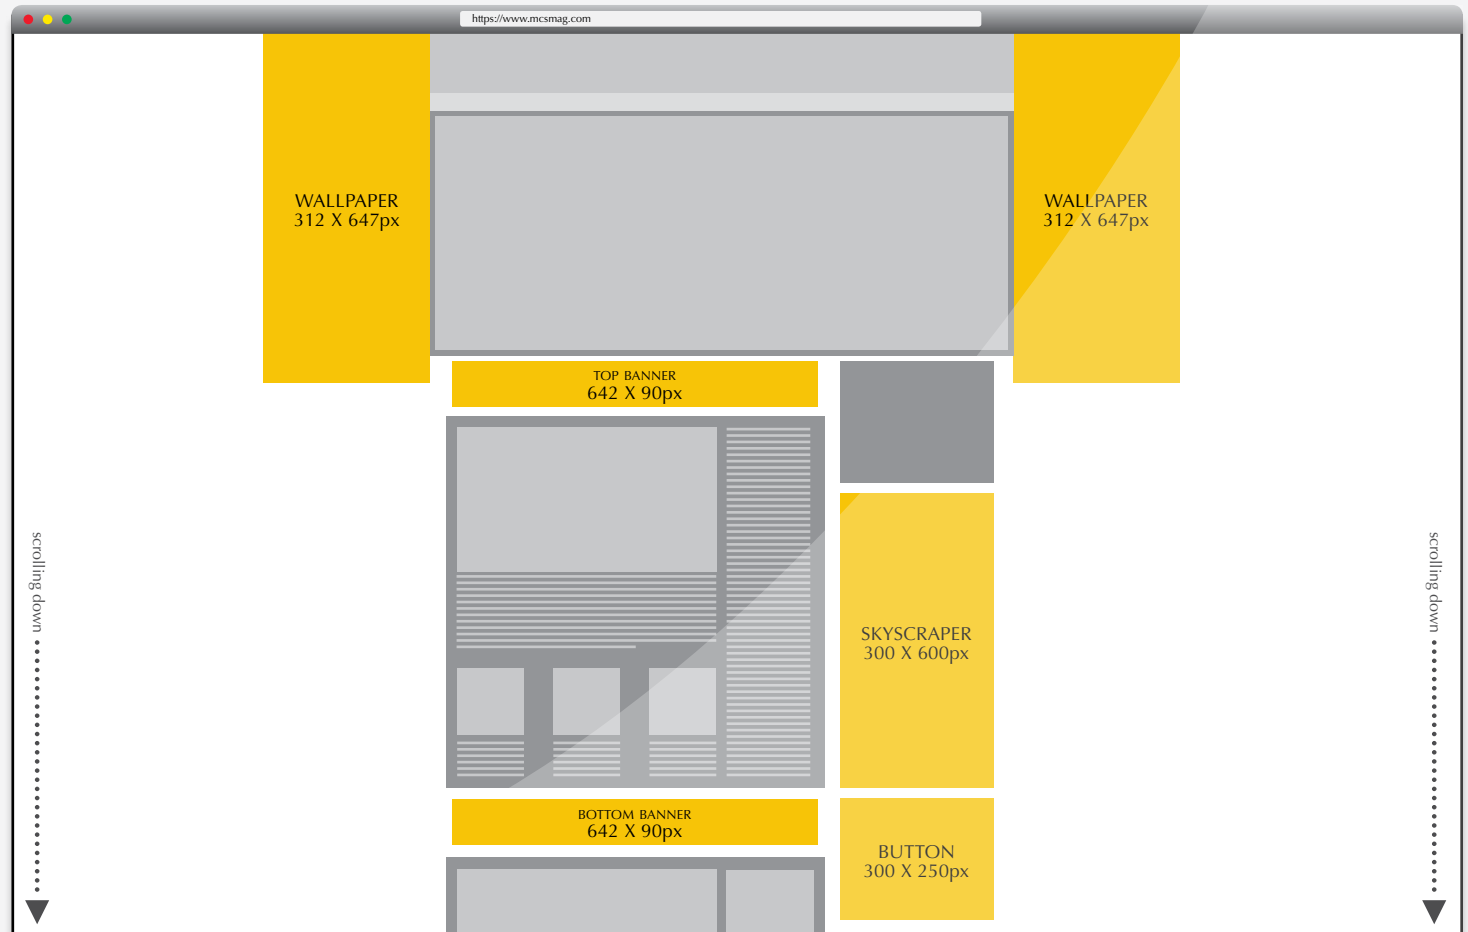 https://www.mcsmag.com
WALLPAPER
312 X 647px
WALLPAPER
312 X 647px
TOP BANNER
642 X 90px
scrolling down
SKYSCRAPER
300 X 600px
scrolling down
BOTTOM BANNER
642 X 90px
BUTTON
300 X 250px